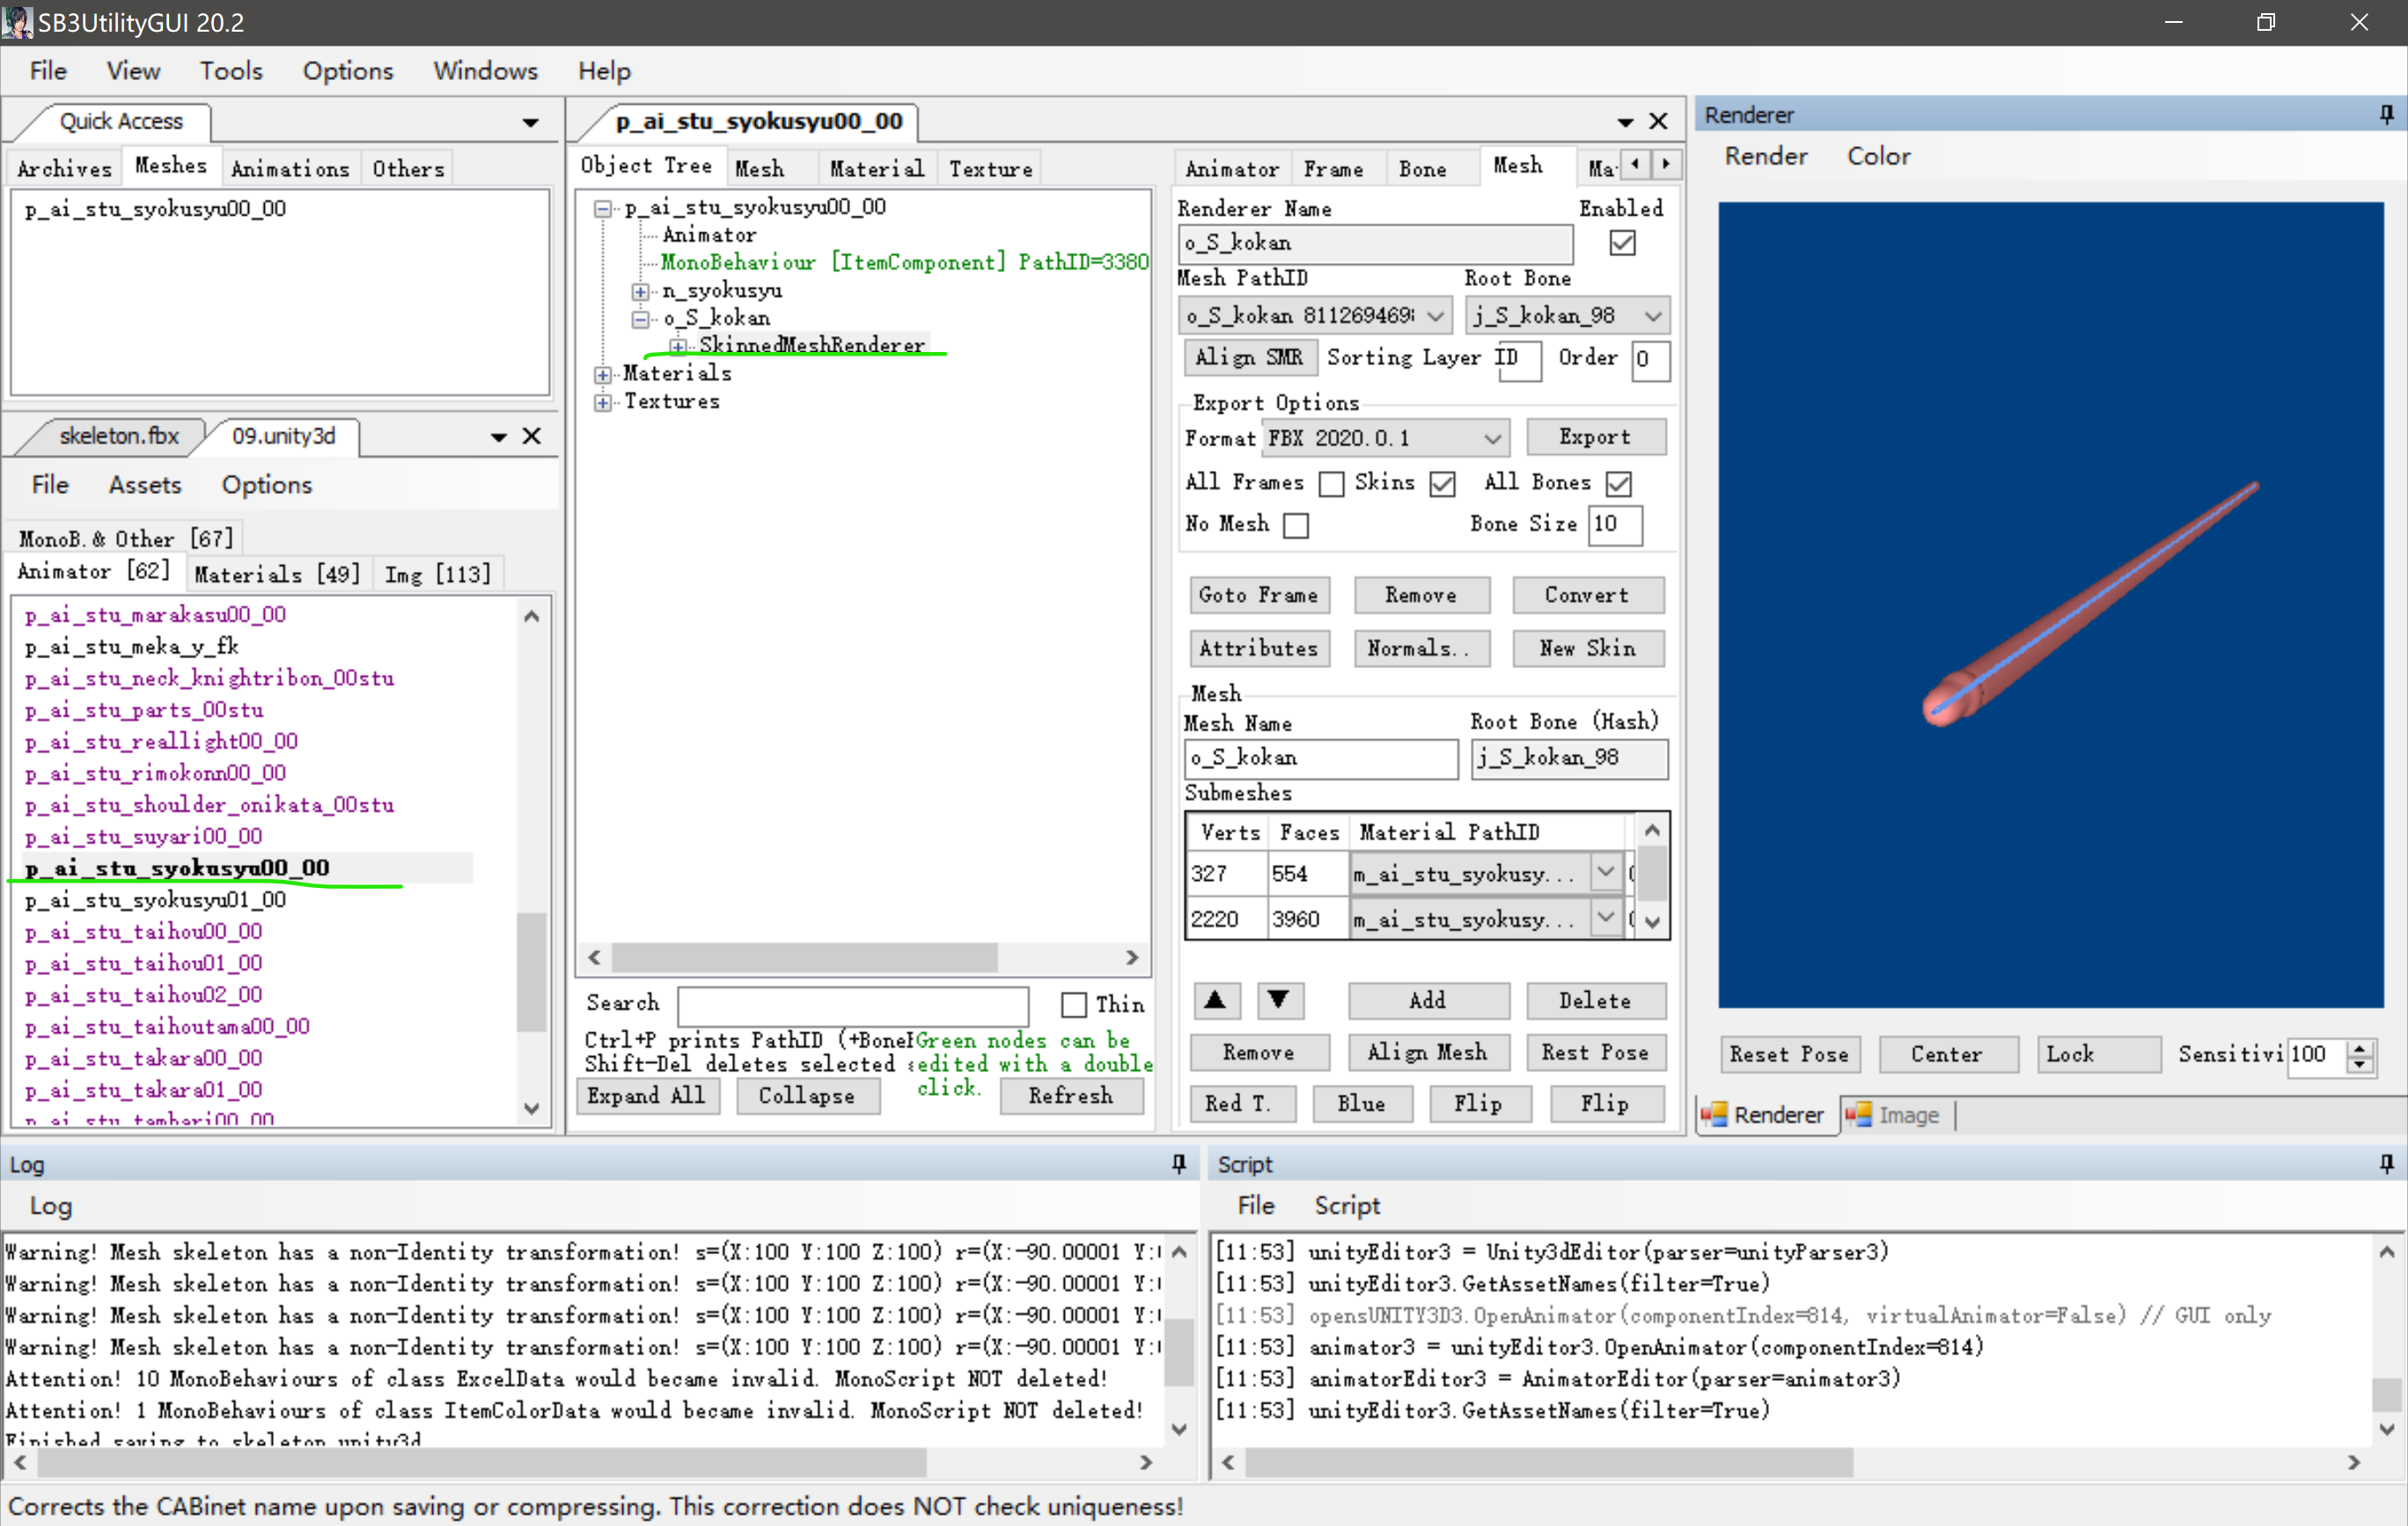 SB3UtilityGUI 20.2
File View Tools Options Windows Help
Quick Access
Archives Meshes Animations Others
p_ai_stu_syokusyu00_00
skeleton.fbx 09.unity3d
File Assets Options
MonoB.& Other [67]
Animator [62] Materials [49] Img [113]
p_ai_stu_marakasu00_00
p_ai_stu_meka_y_fk
p_ai_stu_neck_knightribon_00stu
p_ai_stu_parts_00stu
p_ai_stu_reallight00_00
p_ai_stu_rimokonn00_00
p_ai_stu_shoulder_onikata_00stu
p_ai_stu_suyari00_00
p_ai_stu_syokusyu00_00
p_ai_stu_syokusyu01_00
p_ai_stu_taihou00_00
p_ai_stu_taihou01_00
p_ai_stu_taihou02_00
p_ai_stu_taihoutama00_00
p_ai_stu_takara00_00
p_ai_stu_takara01_00
p_ai_stu_tambari00_00
p_ai_stu_syokusyu00_00
Object Tree Mesh Material Texture
p_ai_stu_syokusyu00_00
Animator
MonoBehaviour [ItemComponent] PathID=3380
n_syokusyu
o_S_kokan
SkinnedMeshRenderer
Materials
Textures
Search Thin
Ctrl+P prints PathID (+Bone
Shift-Del deletes selected
Green nodes can be
edited with a double
click.
Expand All Collapse Refresh
Animator Frame Bone Mesh Ma
Renderer Name Enabled
o_S_kokan
Mesh PathID Root Bone
o_S_kokan 811269469 j_S_kokan_98
Align SMR Sorting Layer ID Order 0
Export Options
Format FBX 2020.0.1 Export
All Frames Skins All Bones
No Mesh Bone Size 10
Goto Frame Remove Convert
Attributes Normals.. New Skin
Mesh
Mesh Name Root Bone (Hash)
o_S_kokan j_S_kokan_98
Submeshes
Verts Faces Material PathID
327 554 m_ai_stu_syokusy...
2220 3960 m_ai_stu_syokusy...
Add Delete
Remove Align Mesh Rest Pose
Red T. Blue Flip Flip
Renderer
Render Color
Reset Pose Center Lock Sensitivi 100
Renderer Image
Log
Log
Warning! Mesh skeleton has a non-Identity transformation! s=(X:100 Y:100 Z:100) r=(X:-90.00001 Y:
Warning! Mesh skeleton has a non-Identity transformation! s=(X:100 Y:100 Z:100) r=(X:-90.00001 Y:
Warning! Mesh skeleton has a non-Identity transformation! s=(X:100 Y:100 Z:100) r=(X:-90.00001 Y:
Warning! Mesh skeleton has a non-Identity transformation! s=(X:100 Y:100 Z:100) r=(X:-90.00001 Y:
Attention! 10 MonoBehaviours of class ExcelData would became invalid. MonoScript NOT deleted!
Attention! 1 MonoBehaviours of class ItemColorData would became invalid. MonoScript NOT deleted!
Finished saving to skeleton.unity3d
Script
File Script
[11:53] unityEditor3 = Unity3dEditor(parser=unityParser3)
[11:53] unityEditor3.GetAssetNames(filter=True)
[11:53] opensUNITY3D3.OpenAnimator(componentIndex=814, virtualAnimator=False) // GUI only
[11:53] animator3 = unityEditor3.OpenAnimator(componentIndex=814)
[11:53] animatorEditor3 = AnimatorEditor(parser=animator3)
[11:53] unityEditor3.GetAssetNames(filter=True)
Corrects the CABinet name upon saving or compressing. This correction does NOT check uniqueness!